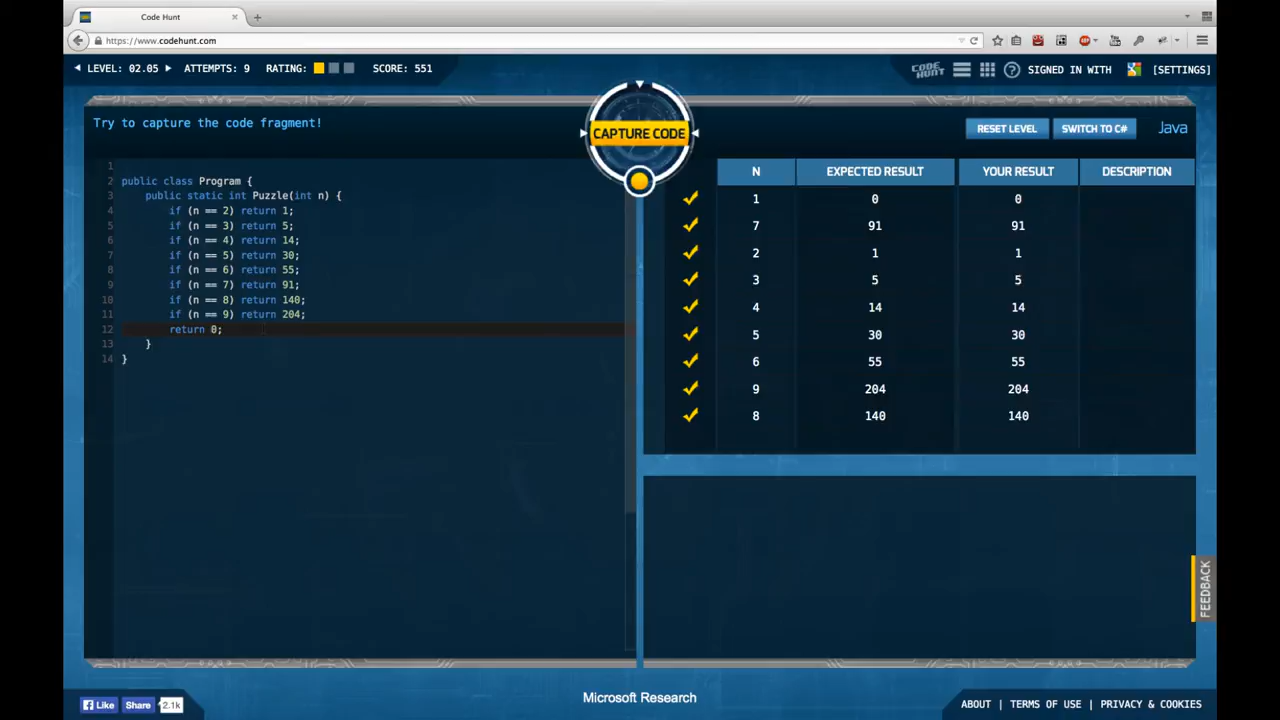 Code Hunt
https://www.codehunt.com
LEVEL: 02.05 ATTEMPTS: 9 RATING: SCORE: 551
CODE HUNT
SIGNED IN WITH [SETTINGS]
Try to capture the code fragment!
CAPTURE CODE
RESET LEVEL SWITCH TO C# Java
1
2 public class Program {
3 public static int Puzzle(int n) {
4 if (n == 2) return 1;
5 if (n == 3) return 5;
6 if (n == 4) return 14;
7 if (n == 5) return 30;
8 if (n == 6) return 55;
9 if (n == 7) return 91;
10 if (n == 8) return 140;
11 if (n == 9) return 204;
12 return 0;
13 }
14 }
N EXPECTED RESULT YOUR RESULT DESCRIPTION
1 0 0
7 91 91
2 1 1
3 5 5
4 14 14
5 30 30
6 55 55
9 204 204
8 140 140
FEEDBACK
Like Share 2.1k
Microsoft Research
ABOUT | TERMS OF USE | PRIVACY & COOKIES